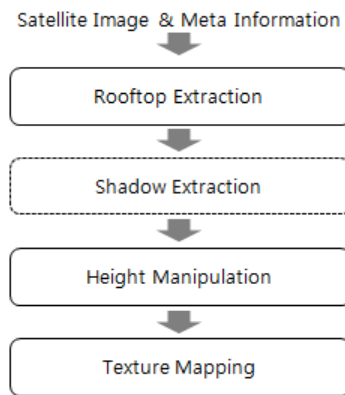 Satellite Image & Meta Information
Rooftop Extraction
Shadow Extraction
Height Manipulation
Texture Mapping